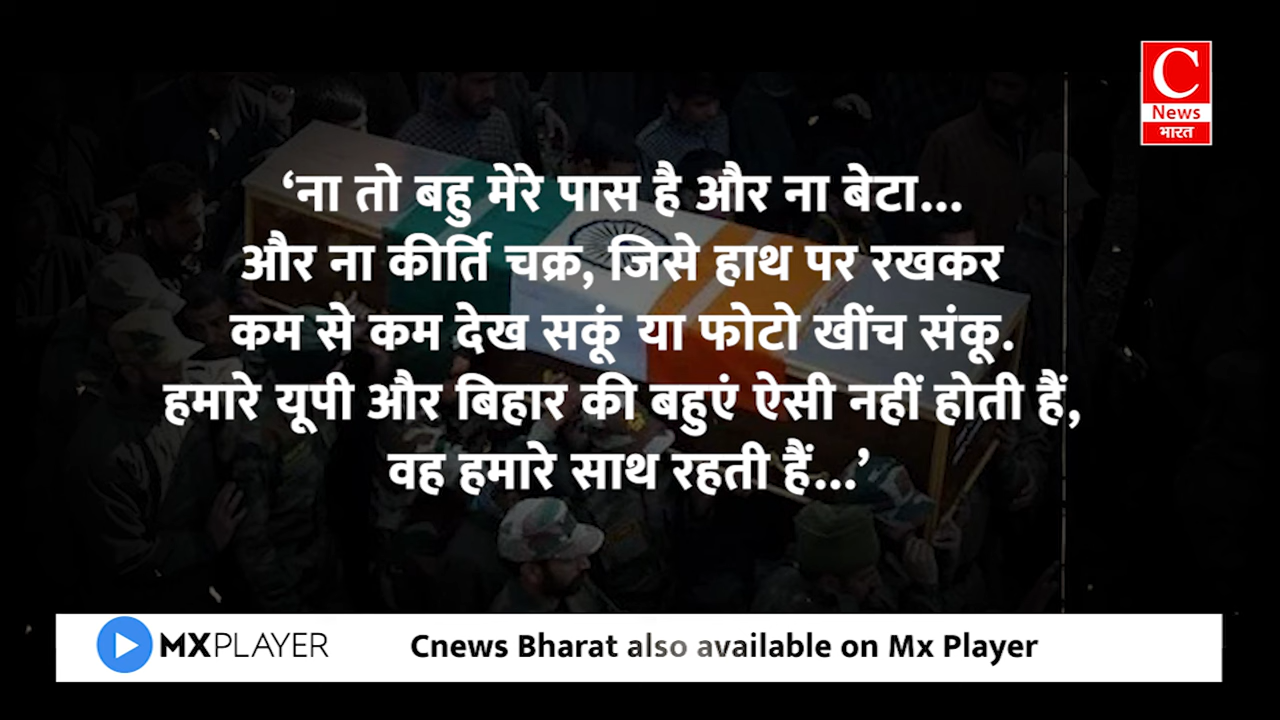 C
News
भारत
‘ना तो बहु मेरे पास है और ना बेटा...
और ना कीर्ति चक्र, जिसे हाथ पर रखकर
कम से कम देख सकूं या फोटो खींच संकू.
हमारे यूपी और बिहार की बहुएं ऐसी नहीं होती हैं,
वह हमारे साथ रहती हैं...’
MXPLAYER
Cnews Bharat also available on Mx Player